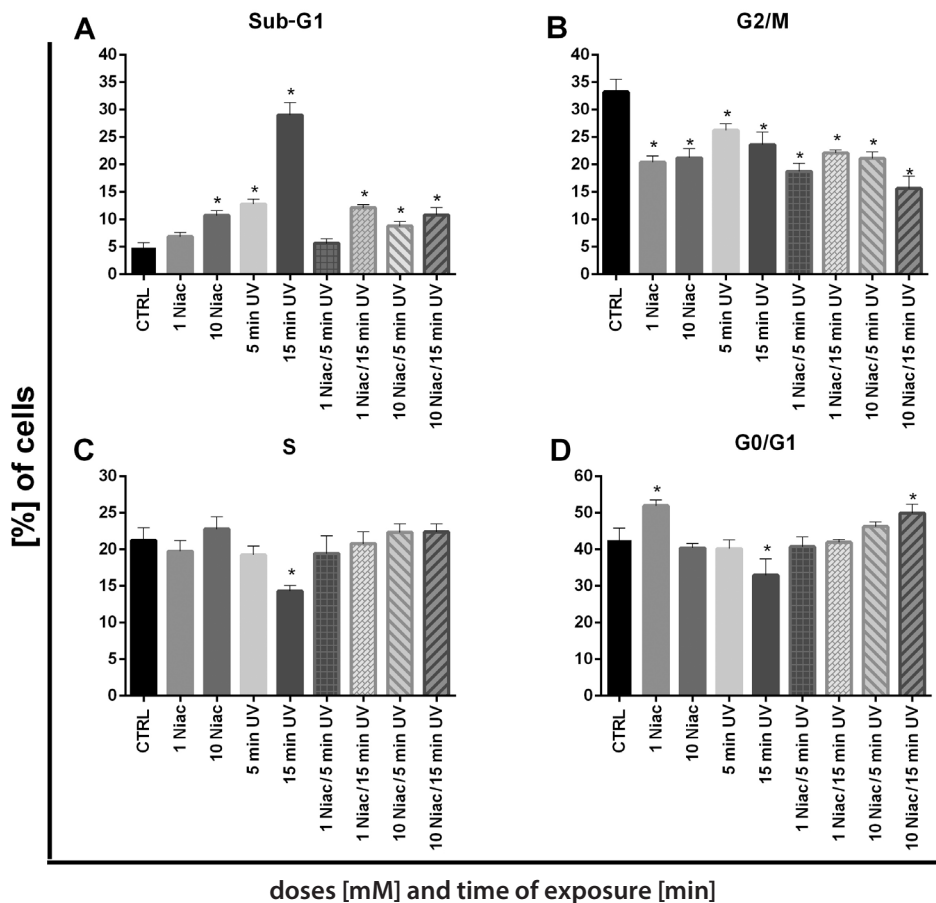 A
Sub-G1
40
35
30
25
20
15
10
5
0
*
*
*
*
*
*
CTRL
1 Niac
10 Niac
5 min UV
15 min UV
1 Niac/5 min UV
1 Niac/15 min UV
10 Niac/5 min UV
10 Niac/15 min UV
B
G2/M
40
35
30
25
20
15
10
5
0
*
*
*
*
*
*
*
*
CTRL
1 Niac
10 Niac
5 min UV
15 min UV
1 Niac/5 min UV
1 Niac/15 min UV
10 Niac/5 min UV
10 Niac/15 min UV
C
S
30
25
20
15
10
5
0
*
CTRL
1 Niac
10 Niac
5 min UV
15 min UV
1 Niac/5 min UV
1 Niac/15 min UV
10 Niac/5 min UV
10 Niac/15 min UV
D
G0/G1
60
50
40
30
20
10
0
*
*
*
CTRL
1 Niac
10 Niac
5 min UV
15 min UV
1 Niac/5 min UV
1 Niac/15 min UV
10 Niac/5 min UV
10 Niac/15 min UV
[%] of cells
doses [mM] and time of exposure [min]